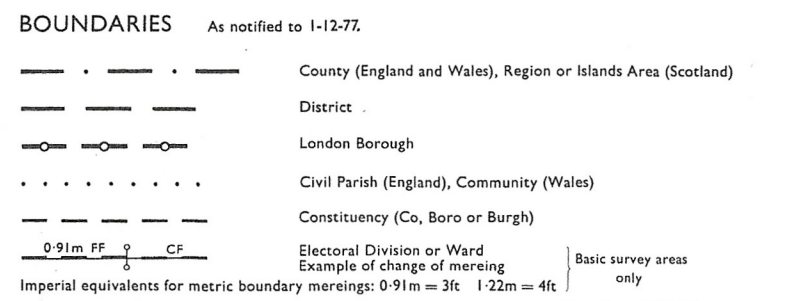 BOUNDARIES As notified to 1-12-77.
County (England and Wales), Region or Islands Area (Scotland)
District
London Borough
Civil Parish (England), Community (Wales)
Constituency (Co, Boro or Burgh)
0·91m FF CF Electoral Division or Ward
Example of change of mereing
Basic survey areas
only
Imperial equivalents for metric boundary mereings: 0·91m = 3ft 1·22m = 4ft